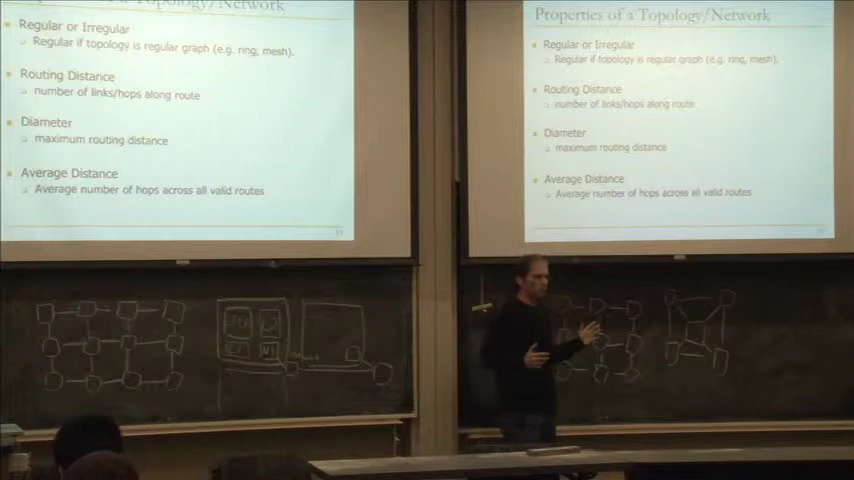 Topology/Network
Regular or Irregular
Regular if topology is regular graph (e.g. ring, mesh).
Routing Distance
number of links/hops along route
Diameter
maximum routing distance
Average Distance
Average number of hops across all valid routes
Properties of a Topology/Network
Regular or Irregular
Regular if topology is regular graph (e.g. ring, mesh).
Routing Distance
number of links/hops along route
Diameter
maximum routing distance
Average Distance
Average number of hops across all valid routes